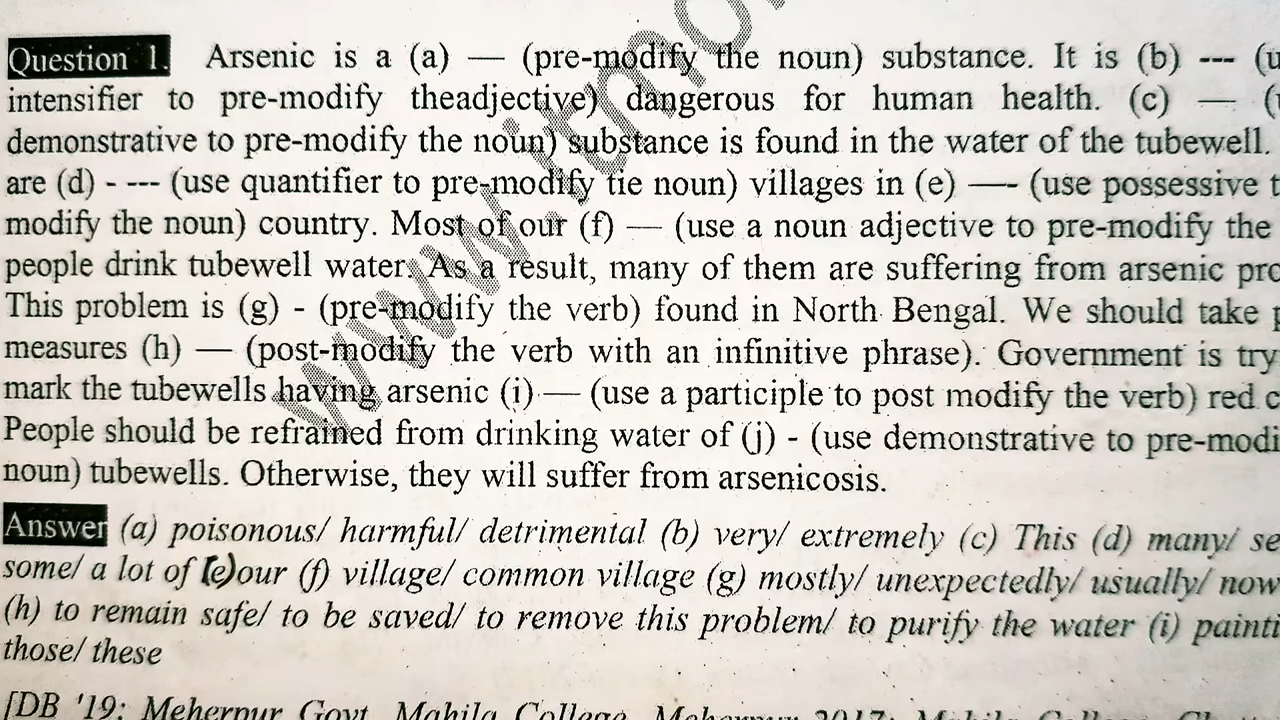 Question 1. Arsenic is a (a) — (pre-modify the noun) substance. It is (b) --- (u
intensifier to pre-modify theadjective) dangerous for human health. (c) — (
demonstrative to pre-modify the noun) substance is found in the water of the tubewell.
are (d) - --- (use quantifier to pre-modify tie noun) villages in (e) —- (use possessive t
modify the noun) country. Most of our (f) — (use a noun adjective to pre-modify the
people drink tubewell water. As a result, many of them are suffering from arsenic pro
This problem is (g) - (pre-modify the verb) found in North Bengal. We should take p
measures (h) — (post-modify the verb with an infinitive phrase). Government is try
mark the tubewells having arsenic (i) — (use a participle to post modify the verb) red c
People should be refrained from drinking water of (j) - (use demonstrative to pre-modi
noun) tubewells. Otherwise, they will suffer from arsenicosis.
Answer (a) poisonous/ harmful/ detrimental (b) very/ extremely (c) This (d) many/ se
some/ a lot of (e) our (f) village/ common village (g) mostly/ unexpectedly/ usually/ now
(h) to remain safe/ to be saved/ to remove this problem/ to purify the water (i) painti
those/ these
[DB '19; Meherpur Govt. Mahila College, Meherpur 2017; Mahila College,